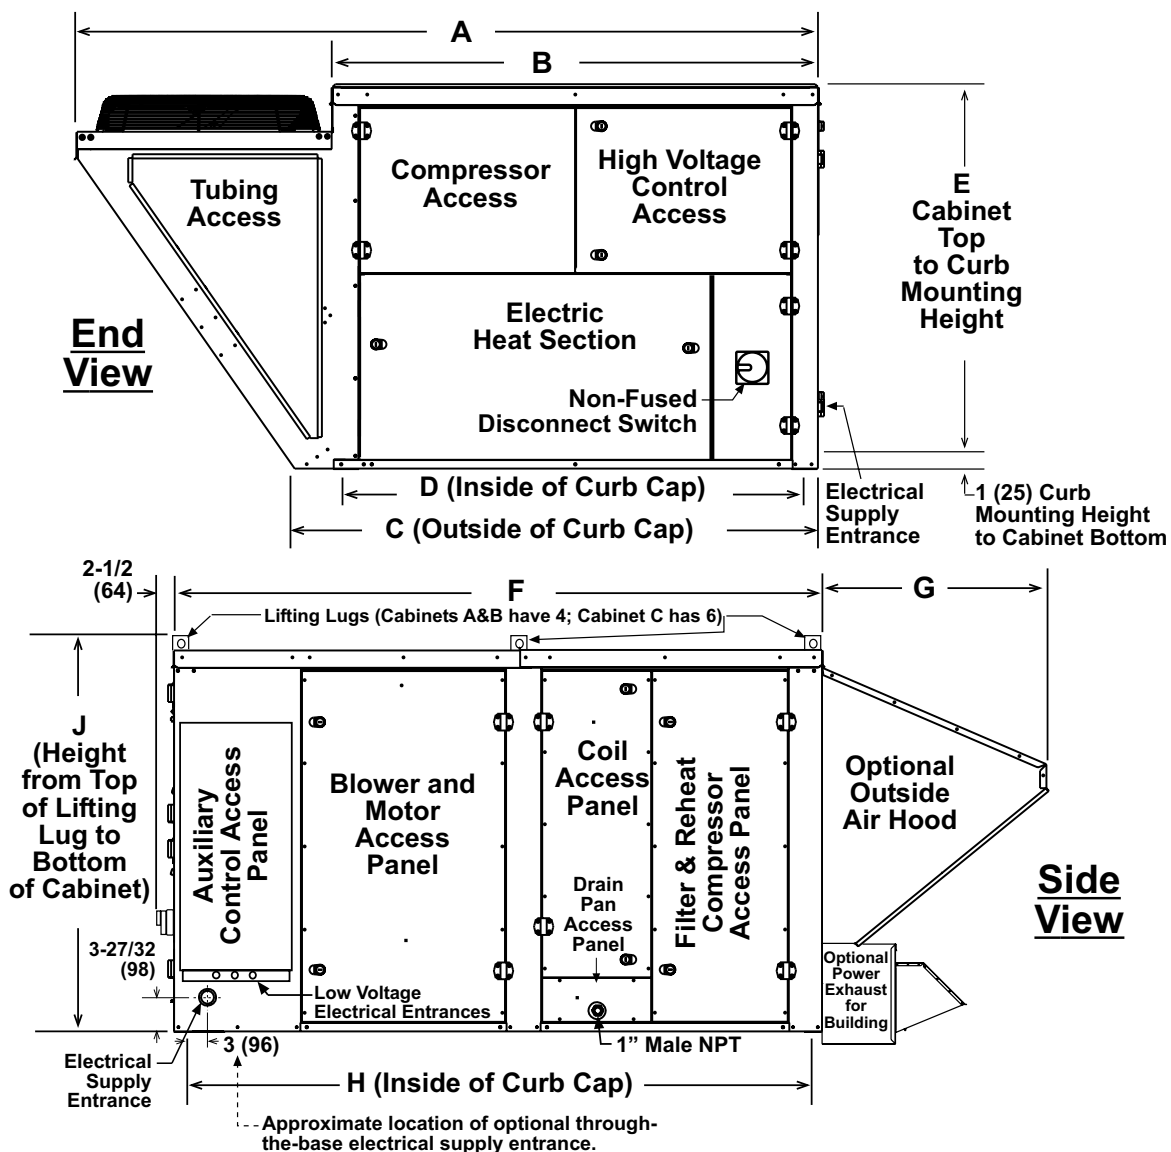 A
B
Compressor
Access
High Voltage
Control
Access
Tubing
Access
E
Cabinet
Top
to Curb
Mounting
Height
End
View
Electric
Heat Section
Non-Fused
Disconnect Switch
D (Inside of Curb Cap)
C (Outside of Curb Cap)
Electrical
Supply
Entrance
1 (25) Curb
Mounting Height
to Cabinet Bottom
2-1/2
(64)
F
G
Lifting Lugs (Cabinets A&B have 4; Cabinet C has 6)
J
(Height
from Top
of Lifting
Lug to
Bottom
of Cabinet)
Auxiliary
Control Access
Panel
Blower and
Motor
Access
Panel
Coil
Access
Panel
Filter & Reheat
Compressor
Access Panel
Optional
Outside
Air Hood
Drain
Pan
Access
Panel
Side
View
3-27/32
(98)
Low Voltage
Electrical Entrances
Optional
Power
Exhaust
for
Building
Electrical
Supply
Entrance
3 (96)
1” Male NPT
H (Inside of Curb Cap)
Approximate location of optional through-
the-base electrical supply entrance.